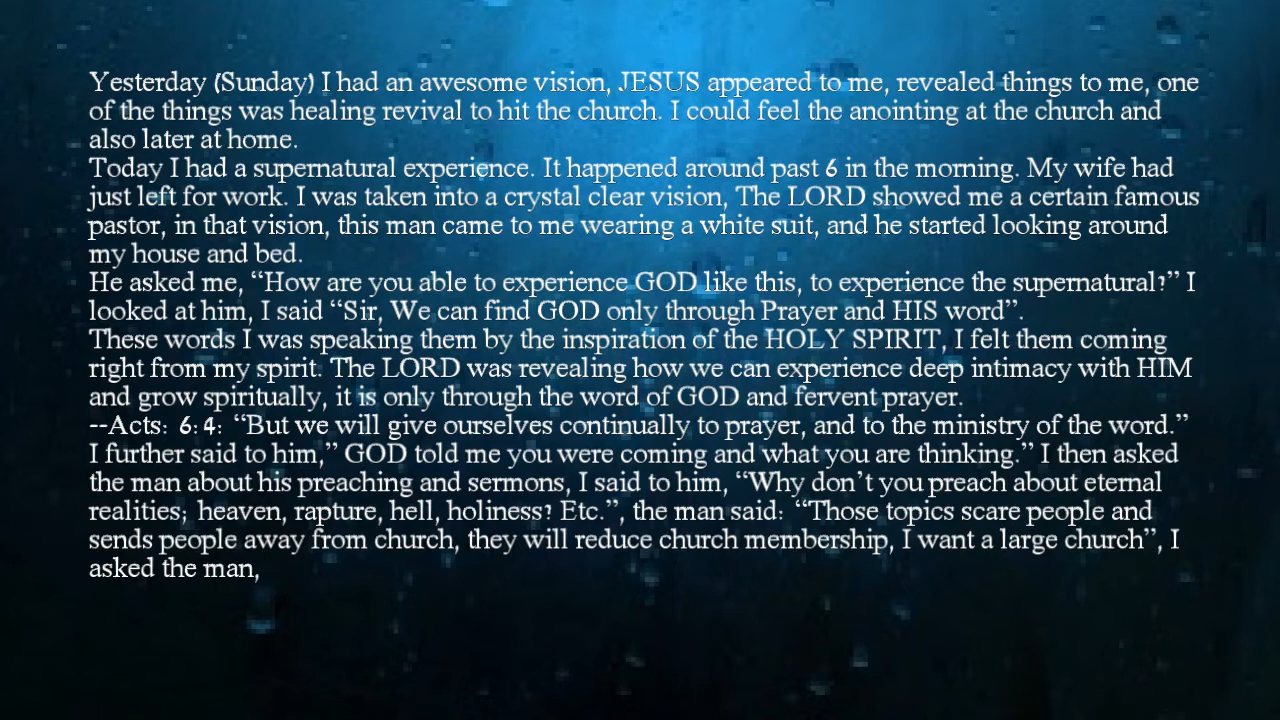 Yesterday (Sunday) I had an awesome vision, JESUS appeared to me, revealed things to me, one
of the things was healing revival to hit the church. I could feel the anointing at the church and
also later at home.
Today I had a supernatural experience. It happened around past 6 in the morning. My wife had
just left for work. I was taken into a crystal clear vision, The LORD showed me a certain famous
pastor, in that vision, this man came to me wearing a white suit, and he started looking around
my house and bed.
He asked me, “How are you able to experience GOD like this, to experience the supernatural?” I
looked at him, I said “Sir, We can find GOD only through Prayer and HIS word”.
These words I was speaking them by the inspiration of the HOLY SPIRIT, I felt them coming
right from my spirit. The LORD was revealing how we can experience deep intimacy with HIM
and grow spiritually, it is only through the word of GOD and fervent prayer.
--Acts: 6:4: “But we will give ourselves continually to prayer, and to the ministry of the word.”
I further said to him,” GOD told me you were coming and what you are thinking.” I then asked
the man about his preaching and sermons, I said to him, “Why don’t you preach about eternal
realities; heaven, rapture, hell, holiness? Etc.”, the man said: “Those topics scare people and
sends people away from church, they will reduce church membership, I want a large church”, I
asked the man,